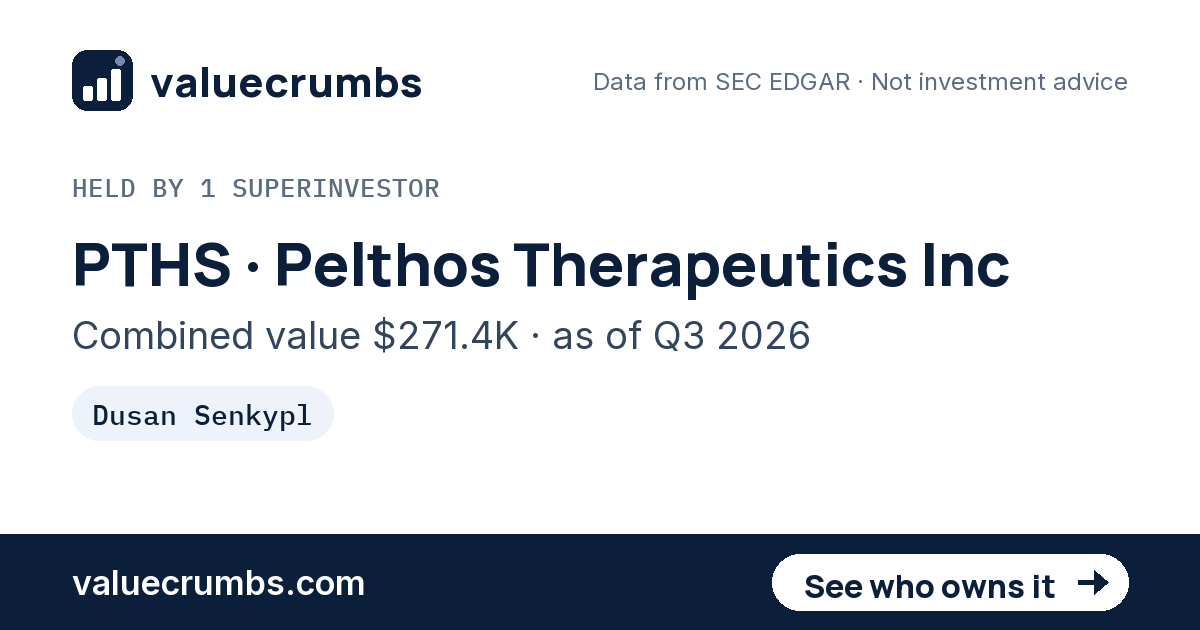 valuecrumbs
Data from SEC EDGAR · Not investment advice
HELD BY 1 SUPERINVESTOR
PTHS · Pelthos Therapeutics Inc
Combined value $271.4K · as of Q3 2026
Dusan Senkypl
valuecrumbs.com
See who owns it →